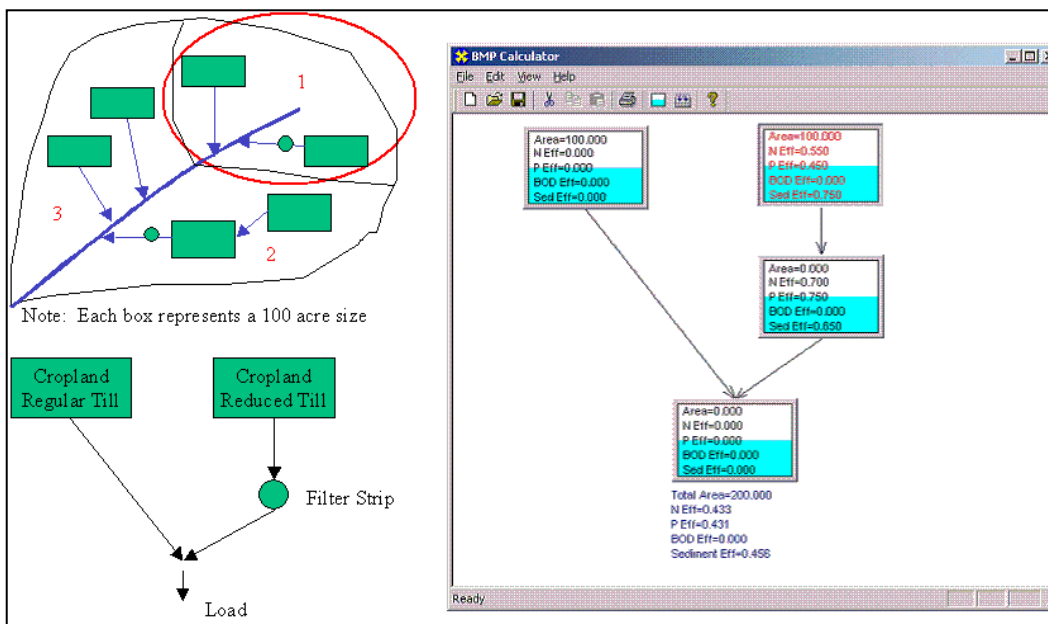 1
3
2
Note: Each box represents a 100 acre size
Cropland
Regular Till
Cropland
Reduced Till
Filter Strip
Load
BMP Calculator
File Edit View Help
Area=100.000
N Eff=0.000
P Eff=0.000
BOD Eff=0.000
Sed Eff=0.000
Area=100.000
N Eff=0.550
P Eff=0.450
BOD Eff=0.000
Sed Eff=0.750
Area=0.000
N Eff=0.700
P Eff=0.750
BOD Eff=0.000
Sed Eff=0.650
Area=0.000
N Eff=0.000
P Eff=0.000
BOD Eff=0.000
Sed Eff=0.000
Total Area=200.000
N Eff=0.433
P Eff=0.431
BOD Eff=0.000
Sediment Eff=0.456
Ready